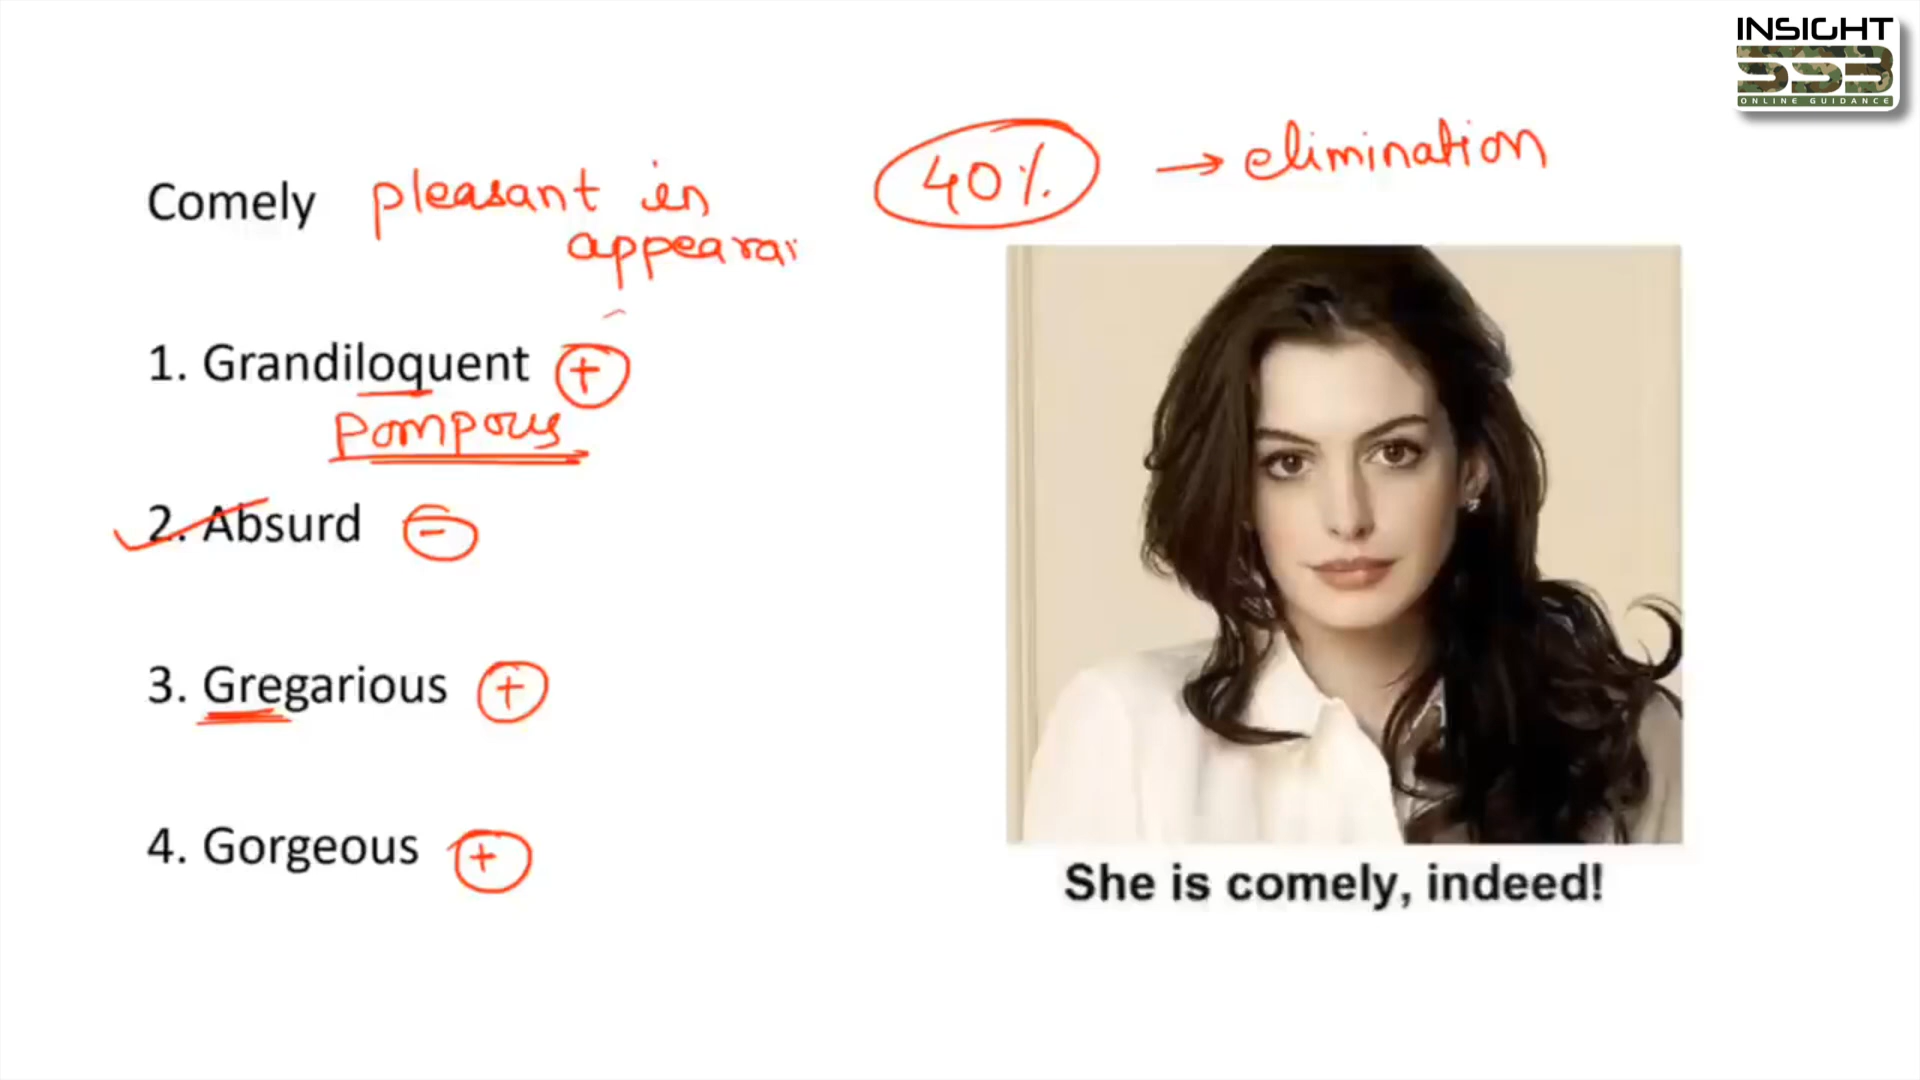 INSIGHT
SSB
ONLINE GUIDANCE
40% → elimination
Comely pleasant in
appearan
1. Grandiloquent +
Pompous
2. Absurd -
3. Gregarious +
4. Gorgeous +
She is comely, indeed!